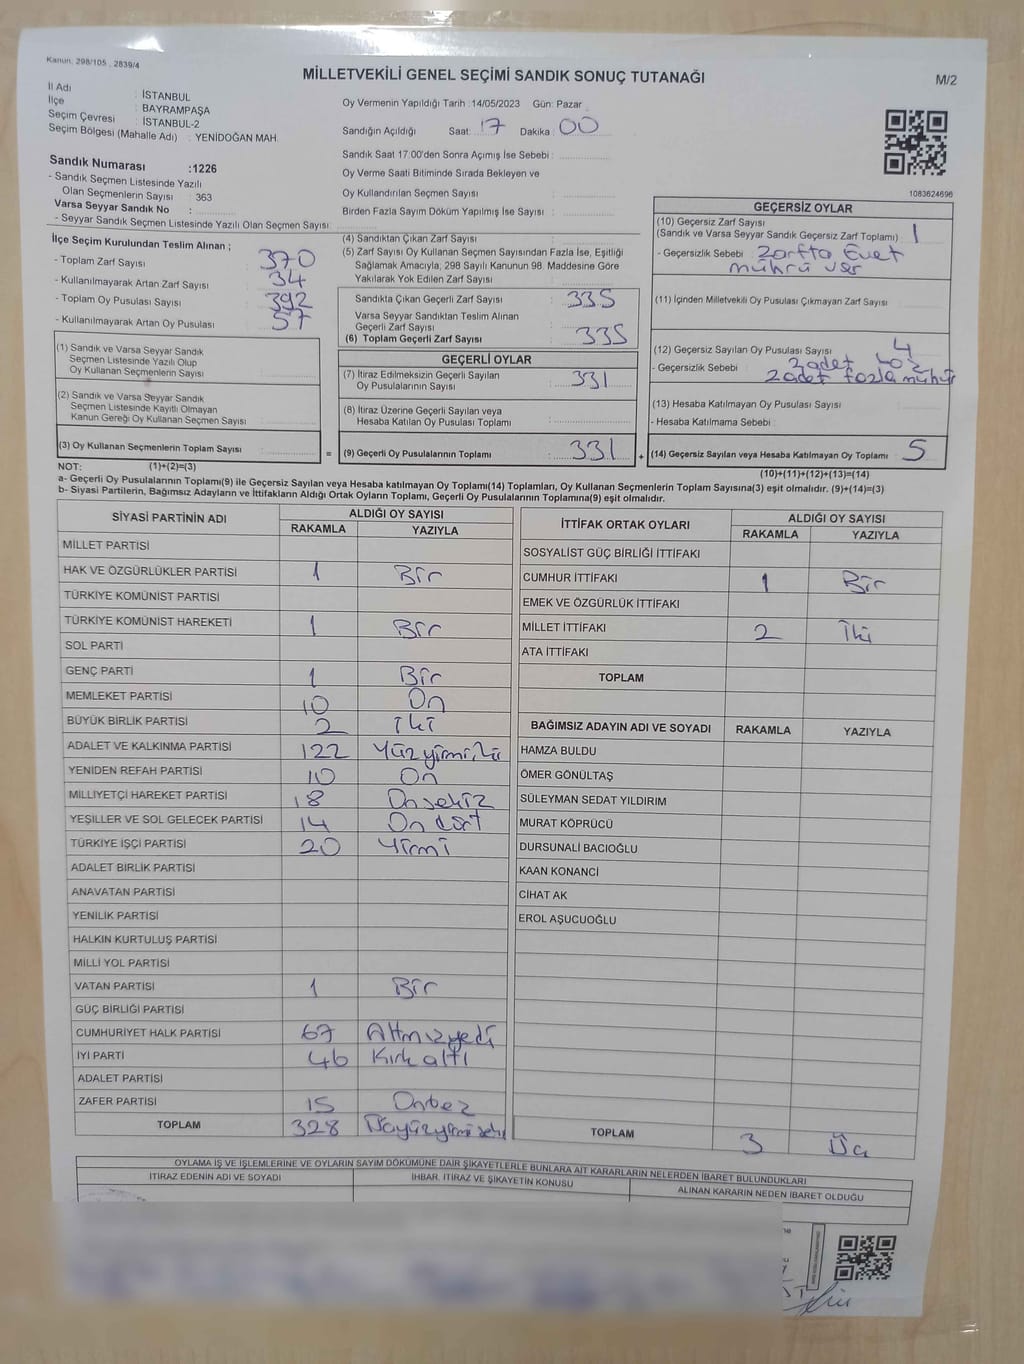 Kanun, 298/105 , 2839/4
MİLLETVEKİLİ GENEL SEÇİMİ SANDIK SONUÇ TUTANAĞI
M/2
İl Adı : İSTANBUL
İlçe : BAYRAMPAŞA
Seçim Çevresi : İSTANBUL-2
Seçim Bölgesi (Mahalle Adı) : YENİDOĞAN MAH.
Oy Vermenin Yapıldığı Tarih :14/05/2023 Gün: Pazar
Sandığın Açıldığı Saat: 17 Dakika: 00
Sandık Saat 17:00'den Sonra Açımış İse Sebebi :
Oy Verme Saati Bitiminde Sırada Bekleyen ve
Oy Kullandırılan Seçmen Sayısı :
Birden Fazla Sayım Döküm Yapılmış İse Sayısı :
1083624696
Sandık Numarası :1226
- Sandık Seçmen Listesinde Yazılı
Olan Seçmenlerin Sayısı : 363
Varsa Seyyar Sandık No :
- Seyyar Sandık Seçmen Listesinde Yazılı Olan Seçmen Sayısı:
İlçe Seçim Kurulundan Teslim Alınan ;
- Toplam Zarf Sayısı : 370
- Kullanılmayarak Artan Zarf Sayısı : 34
- Toplam Oy Pusulası Sayısı : 392
- Kullanılmayarak Artan Oy Pusulası : 57
(1) Sandık ve Varsa Seyyar Sandık
Seçmen Listesinde Yazılı Olup
Oy Kullanan Seçmenlerin Sayısı :
(2) Sandık ve Varsa Seyyar Sandık
Seçmen Listesinde Kayıtlı Olmayan
Kanun Gereği Oy Kullanan Seçmen Sayısı :
(3) Oy Kullanan Seçmenlerin Toplam Sayısı :
=
(4) Sandıktan Çıkan Zarf Sayısı :
(5) Zarf Sayısı Oy Kullanan Seçmen Sayısından Fazla İse, Eşitliği
Sağlamak Amacıyla, 298 Sayılı Kanunun 98. Maddesine Göre
Yakılarak Yok Edilen Zarf Sayısı :
Sandıkta Çıkan Geçerli Zarf Sayısı : 335
Varsa Seyyar Sandıktan Teslim Alınan
Geçerli Zarf Sayısı :
(6) Toplam Geçerli Zarf Sayısı : 335
GEÇERLİ OYLAR
(7) İtiraz Edilmeksizin Geçerli Sayılan
Oy Pusulalarının Sayısı : 331
(8) İtiraz Üzerine Geçerli Sayılan veya
Hesaba Katılan Oy Pusulası Toplamı :
(9) Geçerli Oy Pusulalarının Toplamı : 331
+
GEÇERSİZ OYLAR
(10) Geçersiz Zarf Sayısı
(Sandık ve Varsa Seyyar Sandık Geçersiz Zarf Toplamı) : 1
- Geçersizlik Sebebi : Zarfta Evet
mührü var
(11) İçinden Milletvekili Oy Pusulası Çıkmayan Zarf Sayısı :
(12) Geçersiz Sayılan Oy Pusulası Sayısı : 4
- Geçersizlik Sebebi : 2 adet boş
2 adet fazla mühür
(13) Hesaba Katılmayan Oy Pusulası Sayısı :
- Hesaba Katılmama Sebebi :
(14) Geçersiz Sayılan veya Hesaba Katılmayan Oy Toplamı : 5
NOT: (1)+(2)=(3)
(10)+(11)+(12)+(13)=(14)
a- Geçerli Oy Pusulalarının Toplamı(9) ile Geçersiz Sayılan veya Hesaba katılmayan Oy Toplamı(14) Toplamları, Oy Kullanan Seçmenlerin Toplam Sayısına(3) eşit olmalıdır. (9)+(14)=(3)
b- Siyasi Partilerin, Bağımsız Adayların ve İttifakların Aldığı Ortak Oyların Toplamı, Geçerli Oy Pusulalarının Toplamına(9) eşit olmalıdır.
SİYASİ PARTİNİN ADI ALDIĞI OY SAYISI
RAKAMLA YAZIYLA
MİLLET PARTİSİ
HAK VE ÖZGÜRLÜKLER PARTİSİ 1 Bir
TÜRKİYE KOMÜNİST PARTİSİ
TÜRKİYE KOMÜNİST HAREKETİ 1 Bir
SOL PARTİ
GENÇ PARTİ 1 Bir
MEMLEKET PARTİSİ 10 On
BÜYÜK BİRLİK PARTİSİ 2 iki
ADALET VE KALKINMA PARTİSİ 122 Yüzyirmiiki
YENİDEN REFAH PARTİSİ 10 On
MİLLİYETÇİ HAREKET PARTİSİ 18 Onsekiz
YEŞİLLER VE SOL GELECEK PARTİSİ 14 On dört
TÜRKİYE İŞÇİ PARTİSİ 20 Yirmi
ADALET BİRLİK PARTİSİ
ANAVATAN PARTİSİ
YENİLİK PARTİSİ
HALKIN KURTULUŞ PARTİSİ
MİLLİ YOL PARTİSİ
VATAN PARTİSİ 1 Bir
GÜÇ BİRLİĞİ PARTİSİ
CUMHURİYET HALK PARTİSİ 67 Altmışyedi
İYİ PARTİ 46 Kırk altı
ADALET PARTİSİ
ZAFER PARTİSİ 15 Onbeş
TOPLAM 328
İTTİFAK ORTAK OYLARI ALDIĞI OY SAYISI
RAKAMLA YAZIYLA
SOSYALİST GÜÇ BİRLİĞİ İTTİFAKI
CUMHUR İTTİFAKI 1 Bir
EMEK VE ÖZGÜRLÜK İTTİFAKI
MİLLET İTTİFAKI 2 İki
ATA İTTİFAKI
TOPLAM
BAĞIMSIZ ADAYIN ADI VE SOYADI RAKAMLA YAZIYLA
HAMZA BULDU
ÖMER GÖNÜLTAŞ
SÜLEYMAN SEDAT YILDIRIM
MURAT KÖPRÜCÜ
DURSUNALİ BACIOĞLU
KAAN KONANCİ
CİHAT AK
EROL AŞUCUOĞLU
TOPLAM 3 Üç
OYLAMA İŞ VE İŞLEMLERİNE VE OYLARIN SAYIM DÖKÜMÜNE DAİR ŞİKAYETLERLE BUNLARA AİT KARARLARIN NELERDEN İBARET BULUNDUKLARI
İTİRAZ EDENİN ADI VE SOYADI İHBAR, İTİRAZ VE ŞİKAYETİN KONUSU ALINAN KARARIN NEDEN İBARET OLDUĞU